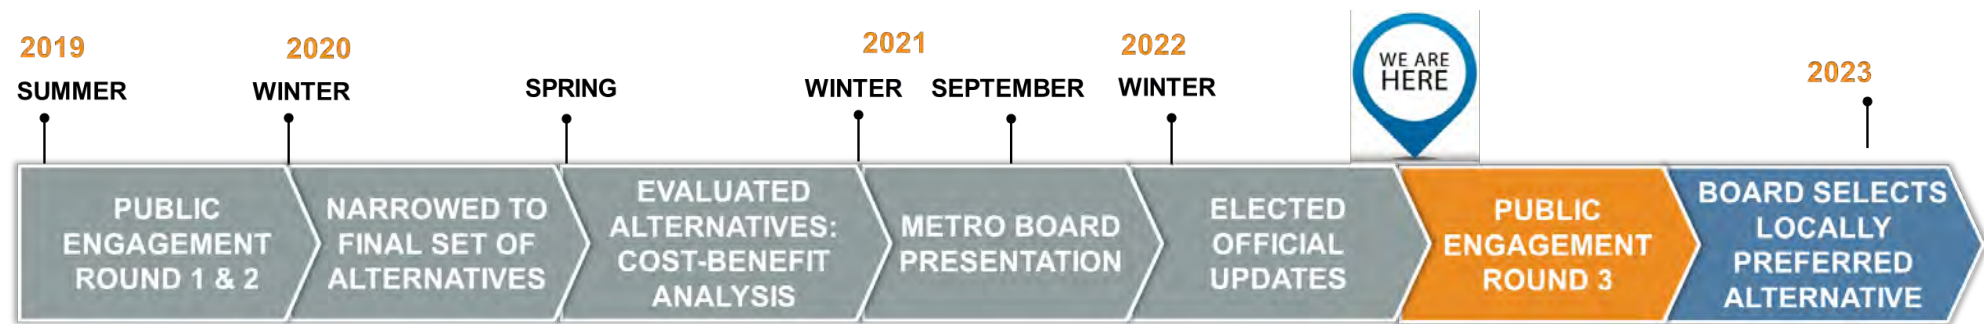 2019
SUMMER
2020
WINTER
SPRING
2021
WINTER
SEPTEMBER
2022
WINTER
WE ARE
HERE
2023
PUBLIC
ENGAGEMENT
ROUND 1 & 2
NARROWED TO
FINAL SET OF
ALTERNATIVES
EVALUATED
ALTERNATIVES:
COST-BENEFIT
ANALYSIS
METRO BOARD
PRESENTATION
ELECTED
OFFICIAL
UPDATES
PUBLIC
ENGAGEMENT
ROUND 3
BOARD SELECTS
LOCALLY
PREFERRED
ALTERNATIVE